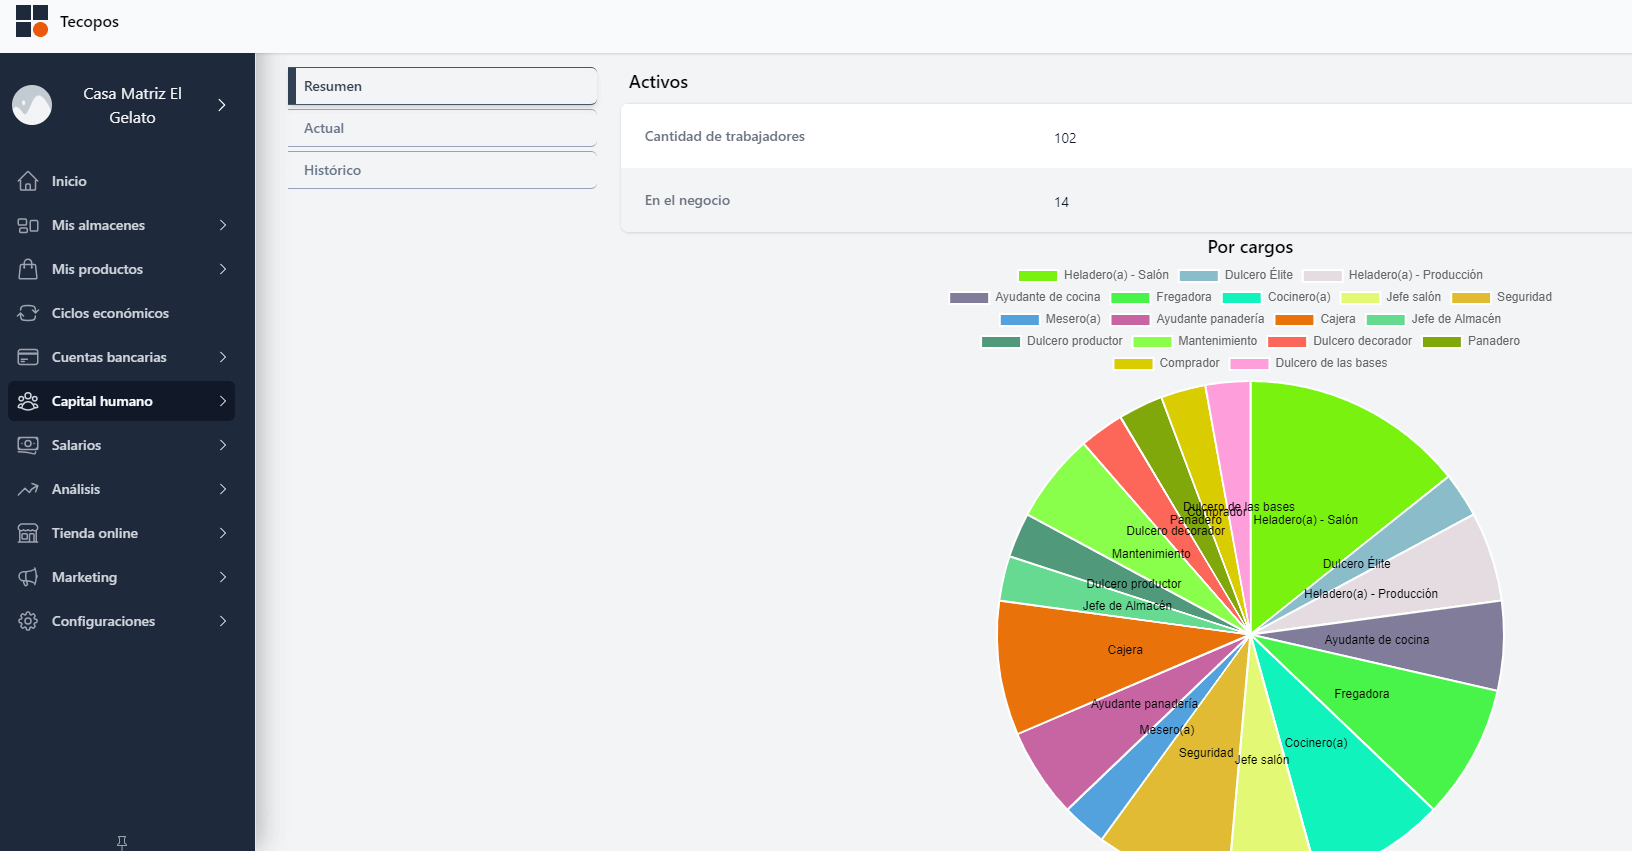 Tecopos
Casa Matriz El
Gelato
Inicio
Mis almacenes
Mis productos
Ciclos económicos
Cuentas bancarias
Capital humano
Salarios
Análisis
Tienda online
Marketing
Configuraciones
Resumen
Actual
Histórico
Activos
Cantidad de trabajadores 102
En el negocio 14
Por cargos
Heladero(a) - Salón Dulcero Élite Heladero(a) - Producción
Ayudante de cocina Fregadora Cocinero(a) Jefe salón Seguridad
Mesero(a) Ayudante panadería Cajera Jefe de Almacén
Dulcero productor Mantenimiento Dulcero decorador Panadero
Comprador Dulcero de las bases
Dulcero de las bases
Comprador
Panadero
Heladero(a) - Salón
Dulcero decorador
Mantenimiento
Dulcero Élite
Dulcero productor
Heladero(a) - Producción
Jefe de Almacén
Ayudante de cocina
Cajera
Fregadora
Ayudante panadería
Mesero(a)
Cocinero(a)
Seguridad
Jefe salón